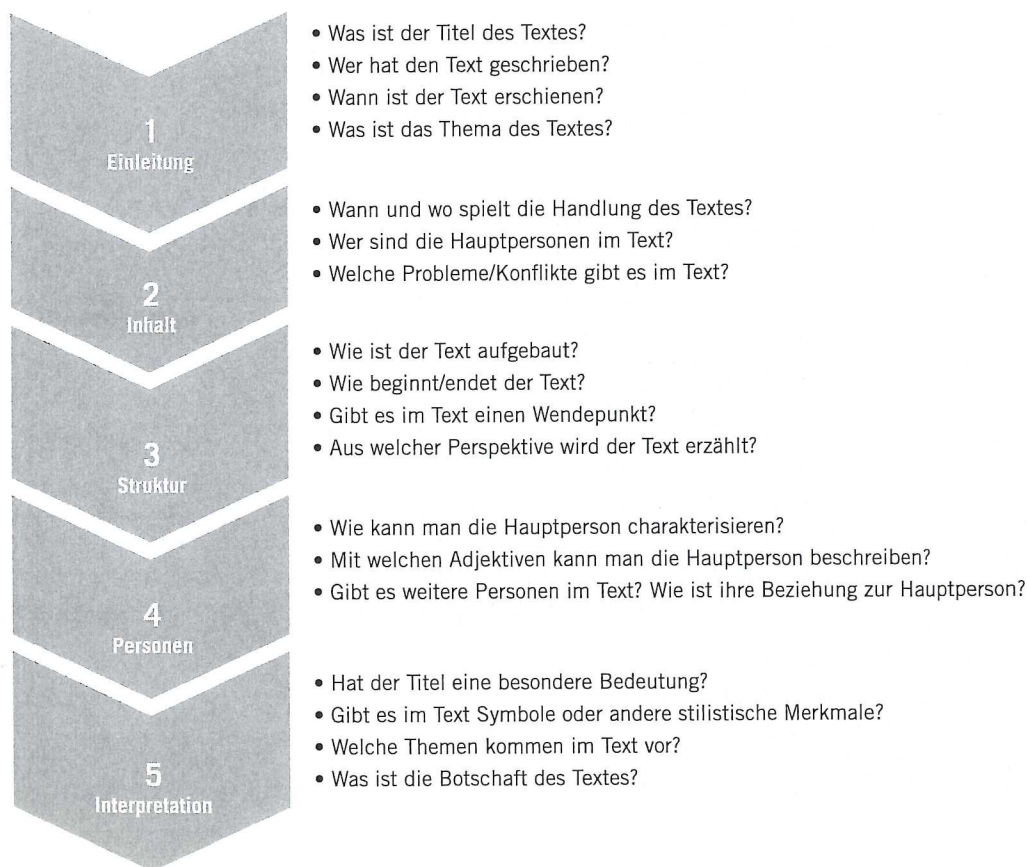 • Was ist der Titel des Textes?
• Wer hat den Text geschrieben?
• Wann ist der Text erschienen?
• Was ist das Thema des Textes?
1
Einleitung
• Wann und wo spielt die Handlung des Textes?
• Wer sind die Hauptpersonen im Text?
• Welche Probleme/Konflikte gibt es im Text?
2
Inhalt
• Wie ist der Text aufgebaut?
• Wie beginnt/endet der Text?
• Gibt es im Text einen Wendepunkt?
• Aus welcher Perspektive wird der Text erzählt?
3
Struktur
• Wie kann man die Hauptperson charakterisieren?
• Mit welchen Adjektiven kann man die Hauptperson beschreiben?
• Gibt es weitere Personen im Text? Wie ist ihre Beziehung zur Hauptperson?
4
Personen
• Hat der Titel eine besondere Bedeutung?
• Gibt es im Text Symbole oder andere stilistische Merkmale?
• Welche Themen kommen im Text vor?
• Was ist die Botschaft des Textes?
5
Interpretation